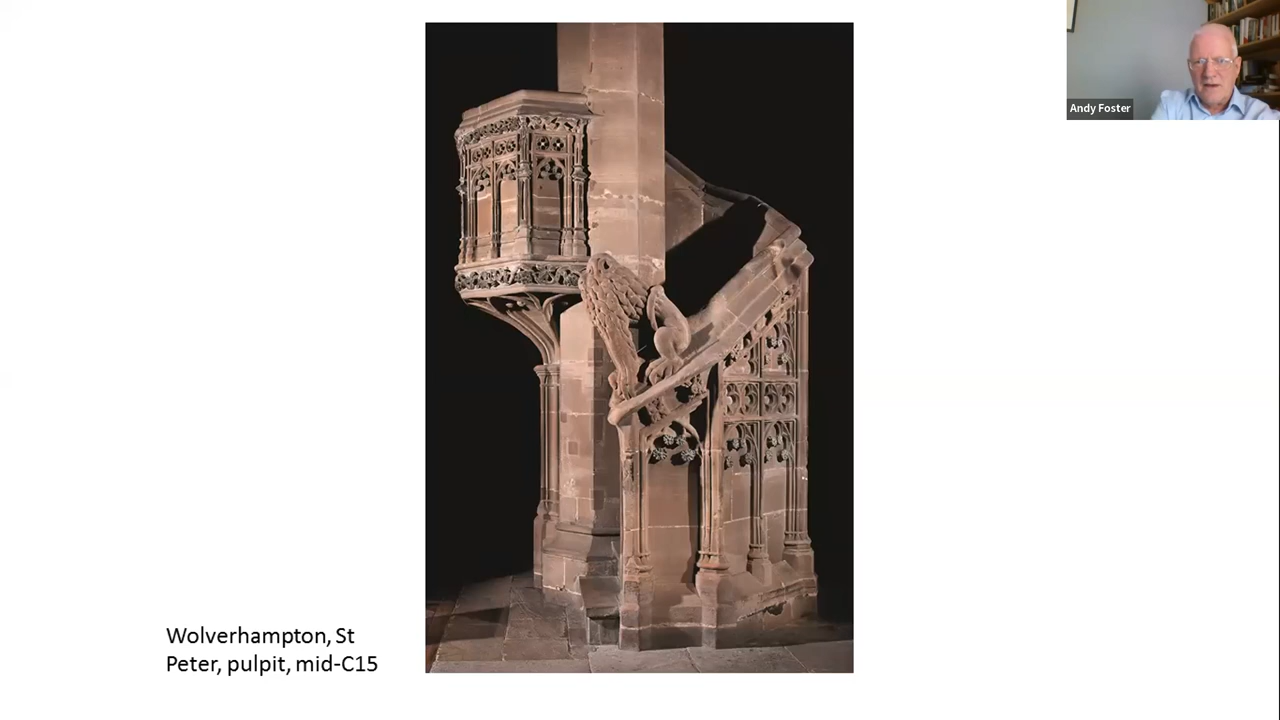 Andy Foster
Wolverhampton, St
Peter, pulpit, mid-C15